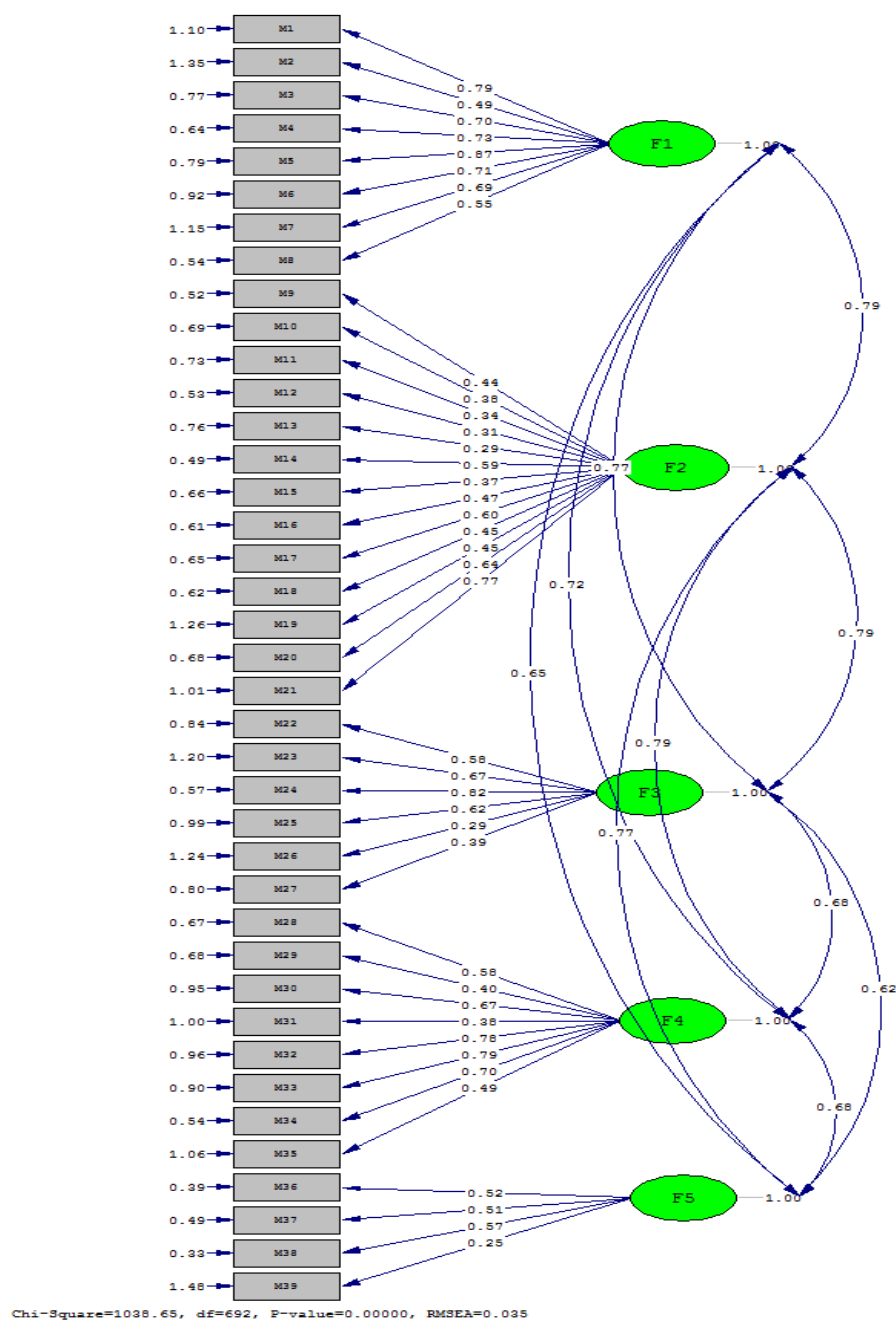 1.10 M1
1.35 M2
0.77 M3
0.64 M4
0.79 M5
0.92 M6
1.15 M7
0.54 M8
0.52 M9
0.69 M10
0.73 M11
0.53 M12
0.76 M13
0.49 M14
0.66 M15
0.61 M16
0.65 M17
0.62 M18
1.26 M19
0.68 M20
1.01 M21
0.84 M22
1.20 M23
0.57 M24
0.99 M25
1.24 M26
0.80 M27
0.67 M28
0.68 M29
0.95 M30
1.00 M31
0.96 M32
0.90 M33
0.54 M34
1.06 M35
0.39 M36
0.49 M37
0.33 M38
1.48 M39
0.79
0.49
0.70
0.73
0.87
0.71
0.69
0.55
0.44
0.38
0.34
0.31
0.29
0.59
0.37
0.47
0.60
0.45
0.45
0.64
0.77
0.58
0.67
0.82
0.62
0.29
0.39
0.58
0.40
0.67
0.38
0.78
0.79
0.70
0.49
0.52
0.51
0.57
0.25
F1 1.00
F2 1.00
F3 1.00
F4 1.00
F5 1.00
0.79
0.77
0.72
0.79
0.65
0.79
0.77
0.68
0.62
0.68
Chi-Square=1038.65, df=692, P-value=0.00000, RMSEA=0.035